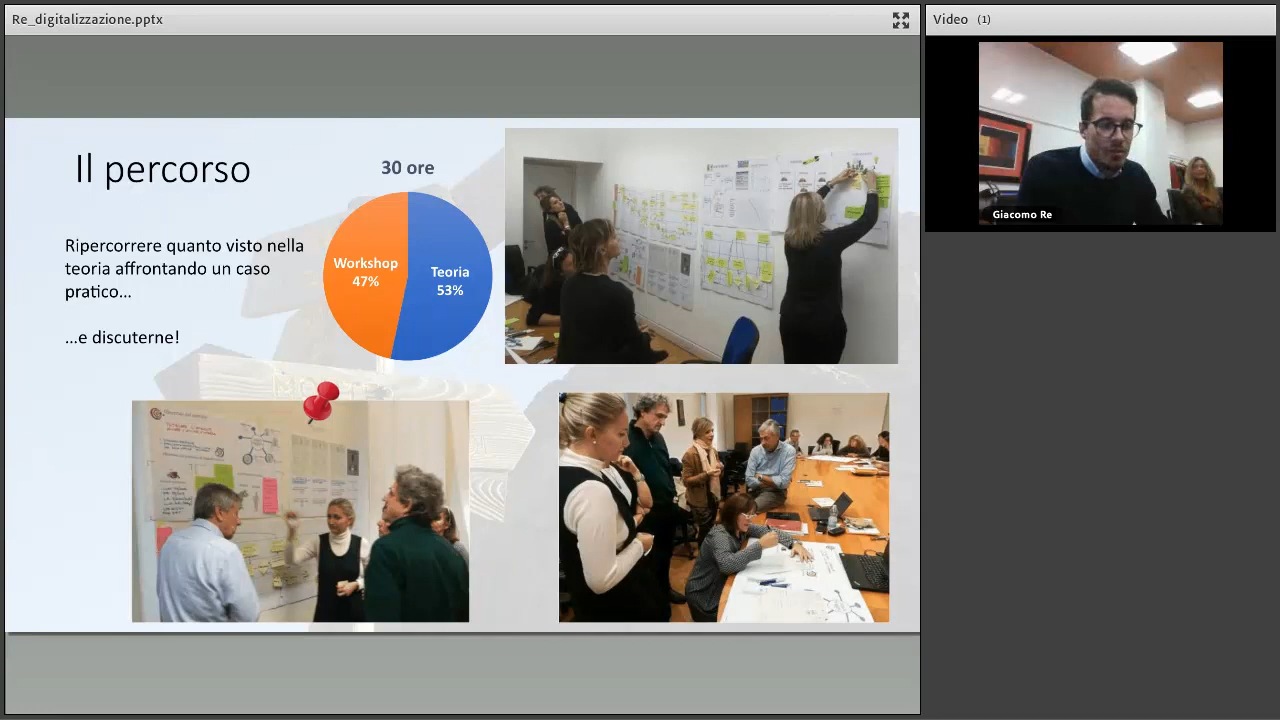 Re_digitalizzazione.pptx
Video (1)
Giacomo Re
Il percorso
30 ore
Workshop
47%
Teoria
53%
Ripercorrere quanto visto nella
teoria affrontando un caso
pratico...
...e discuterne!